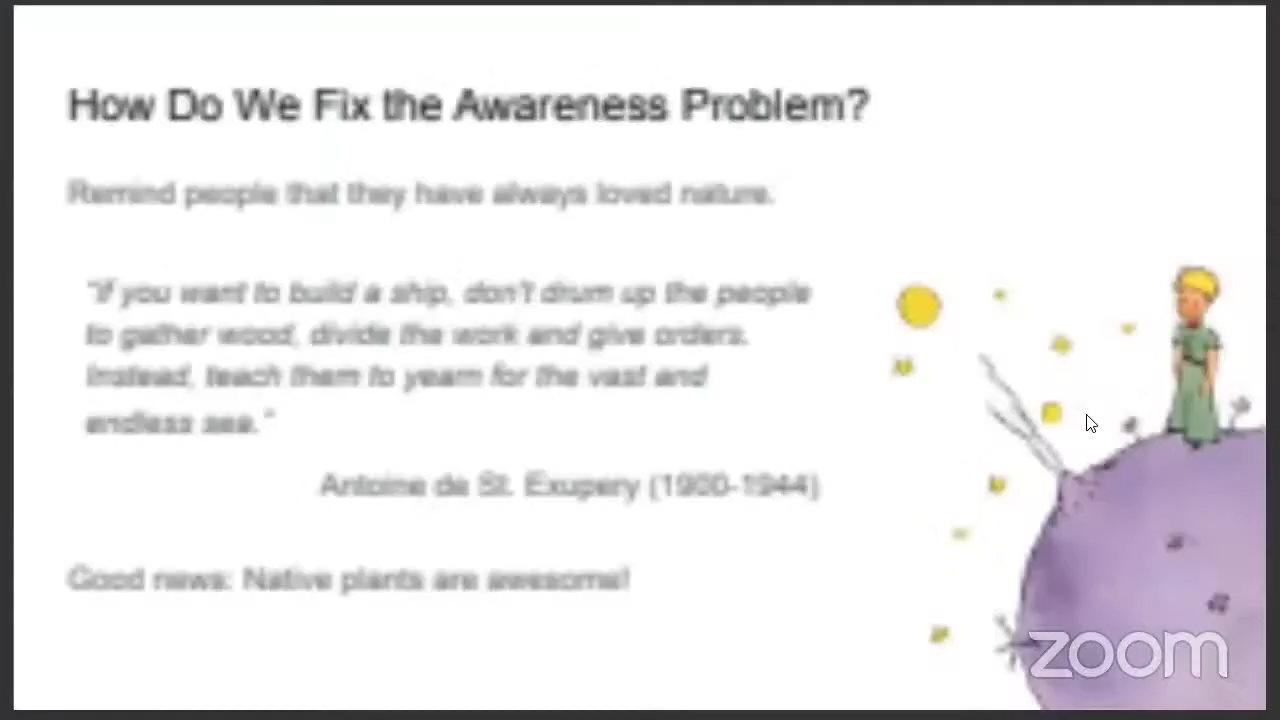 How Do We Fix the Awareness Problem?
Remind people that they have always loved nature.
"If you want to build a ship, don't drum up the people
to gather wood, divide the work and give orders.
Instead, teach them to yearn for the vast and
endless sea."
Antoine de St. Exupery (1900-1944)
Good news: Native plants are awesome!
zoom